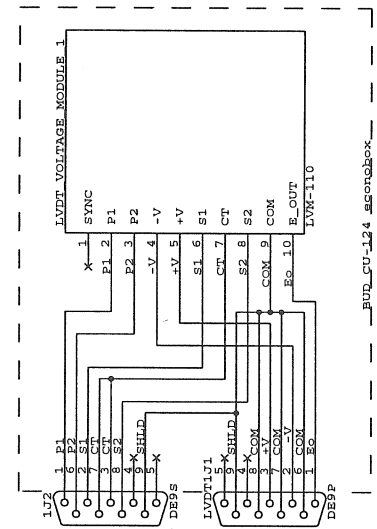 LVDT VOLTAGE MODULE 1
LVM-110
BUD CU-124 econobox
SYNC
P1
P2
-V
+V
S1
CT
S2
COM
E_OUT
1
2
3
4
5
6
7
8
9
10
P1
P2
-V
+V
S1
CT
S2
COM
Eo
P1
P2
S1
CT
CT
S2
SHLD
1
6
2
7
3
8
4
9
5
1J2
DE9S
SHLD
COM
+V
COM
-V
COM
Eo
5
9
4
8
3
7
2
6
1
LVDT1J1
DE9P